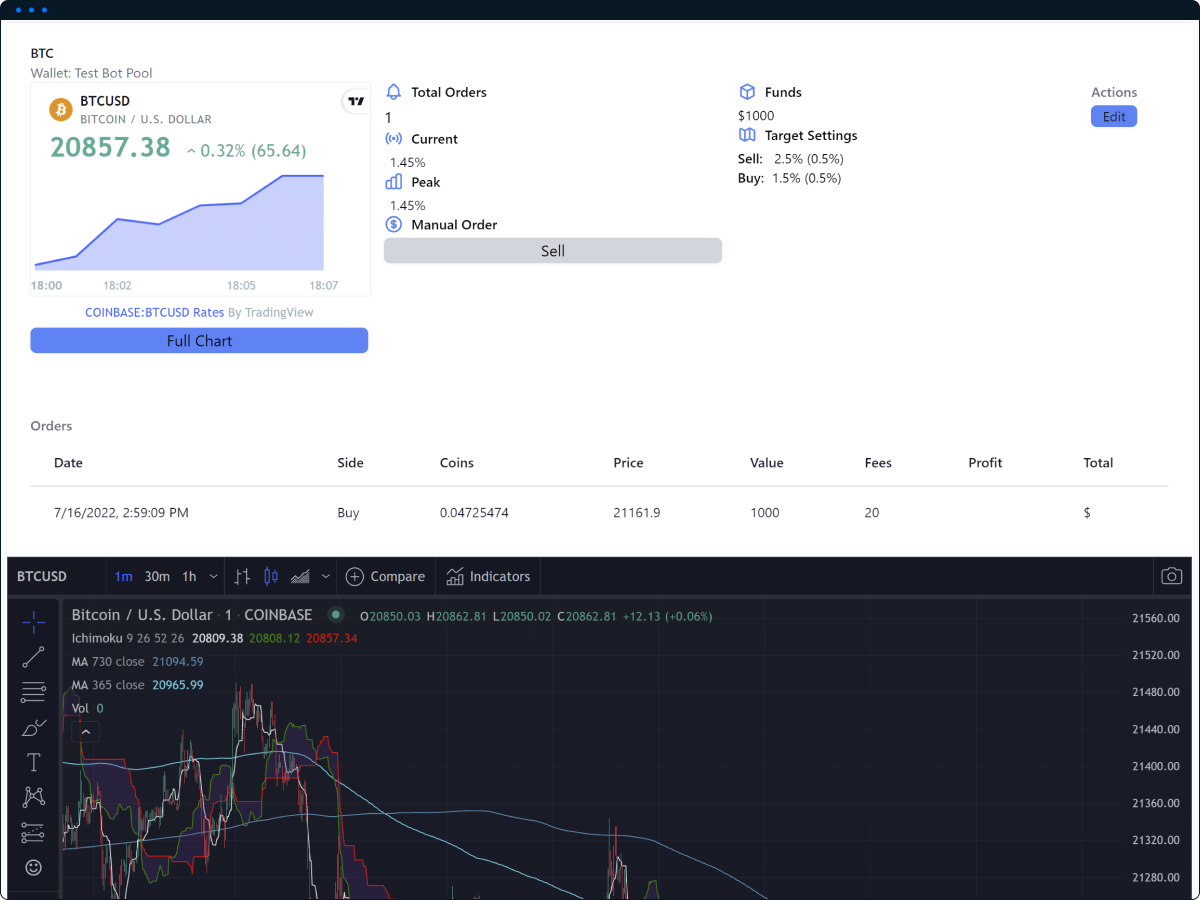 BTC
Wallet: Test Bot Pool
BTCUSD
BITCOIN / U.S. DOLLAR
20857.38 0.32% (65.64)
18:00 18:02 18:05 18:07
COINBASE:BTCUSD Rates By TradingView
Full Chart
Total Orders
1
Current
1.45%
Peak
1.45%
Manual Order
Sell
Funds
$1000
Target Settings
Sell: 2.5% (0.5%)
Buy: 1.5% (0.5%)
Actions
Edit
Orders
Date Side Coins Price Value Fees Profit Total
7/16/2022, 2:59:09 PM Buy 0.04725474 21161.9 1000 20 $
BTCUSD 1m 30m 1h Compare Indicators
Bitcoin / U.S. Dollar · 1 · COINBASE O20850.03 H20862.81 L20850.02 C20862.81 +12.13 (+0.06%)
Ichimoku 9 26 52 26 20809.38 20808.12 20857.34
MA 730 close 21094.59
MA 365 close 20965.99
Vol 0
21560.00
21520.00
21480.00
21440.00
21400.00
21360.00
21320.00
21280.00